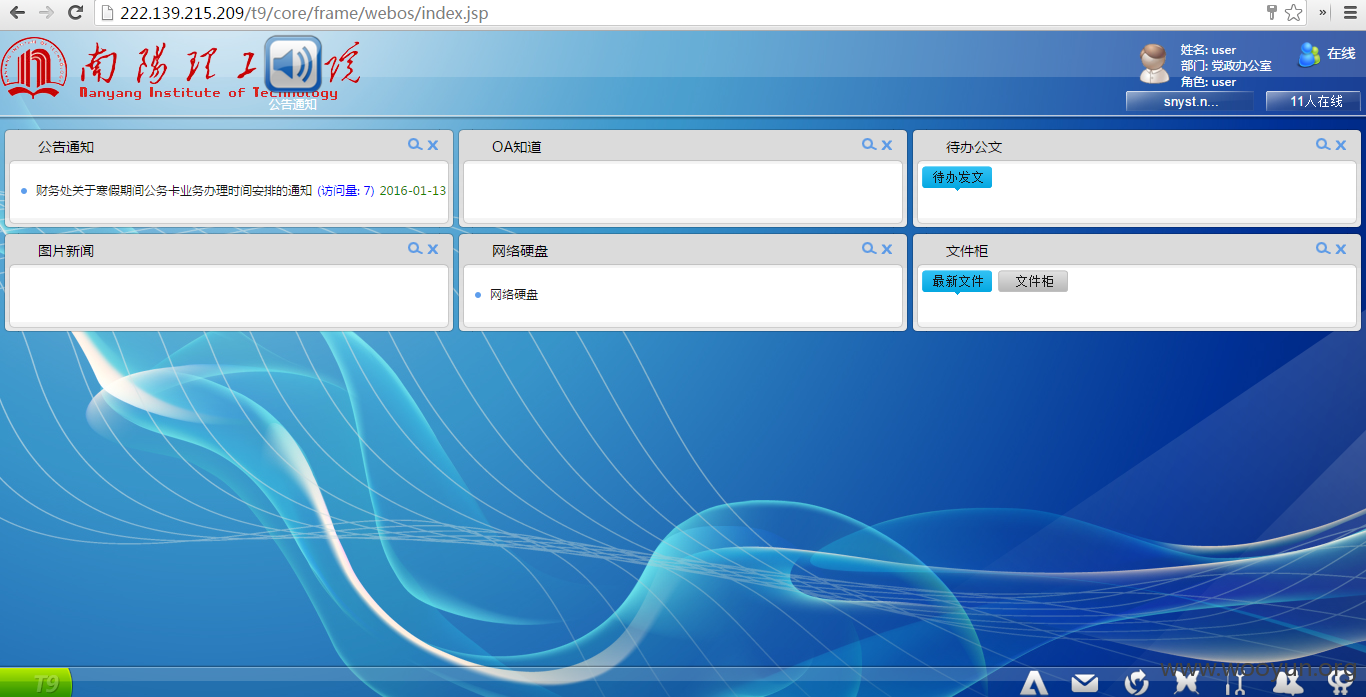 222.139.215.209/t9/core/frame/webos/index.jsp
南陽理工 院
Nanyang Institute of Technology
公告通知
姓名: user
部门: 党政办公室
角色: user
在线
snyst.n...
11人在线
公告通知
财务处关于寒假期间公务卡业务办理时间安排的通知 (访问量: 7) 2016-01-13
OA知道
待办公文
待办发文
图片新闻
网络硬盘
网络硬盘
文件柜
最新文件 文件柜
T9
www.wooyun.org